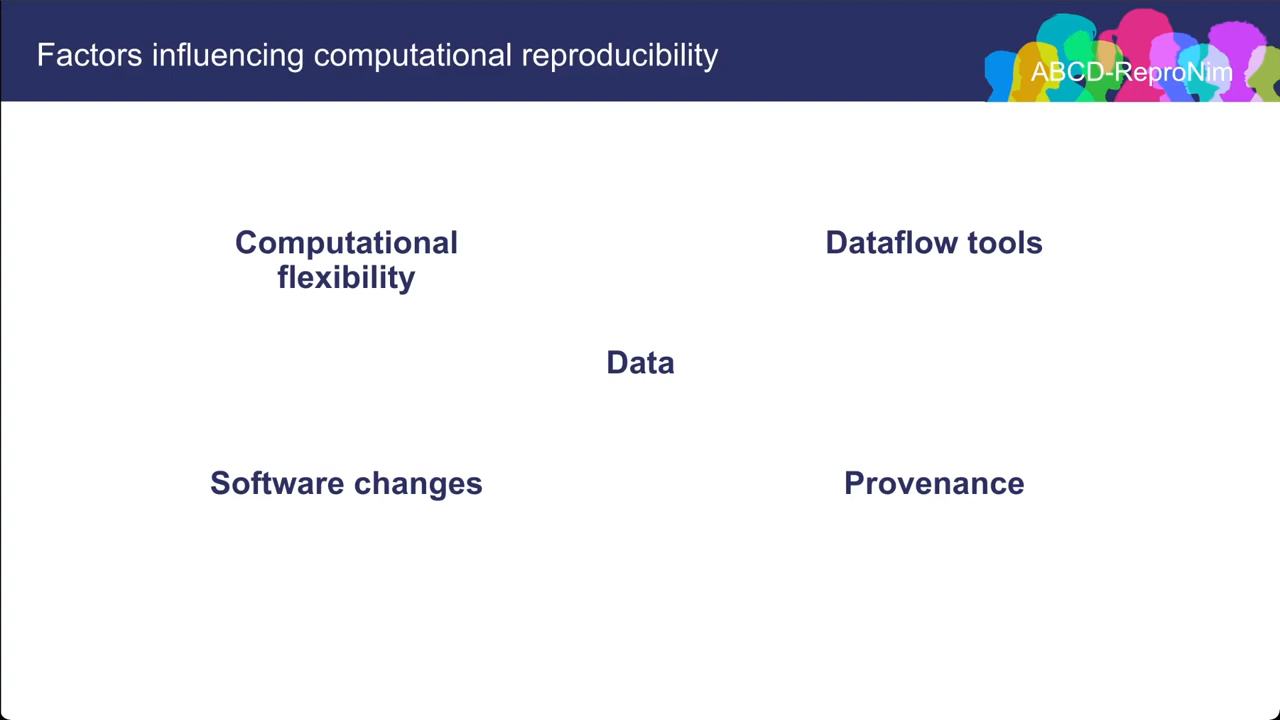 Factors influencing computational reproducibility
ABCD-ReproNim
Computational
flexibility
Dataflow tools
Data
Software changes
Provenance